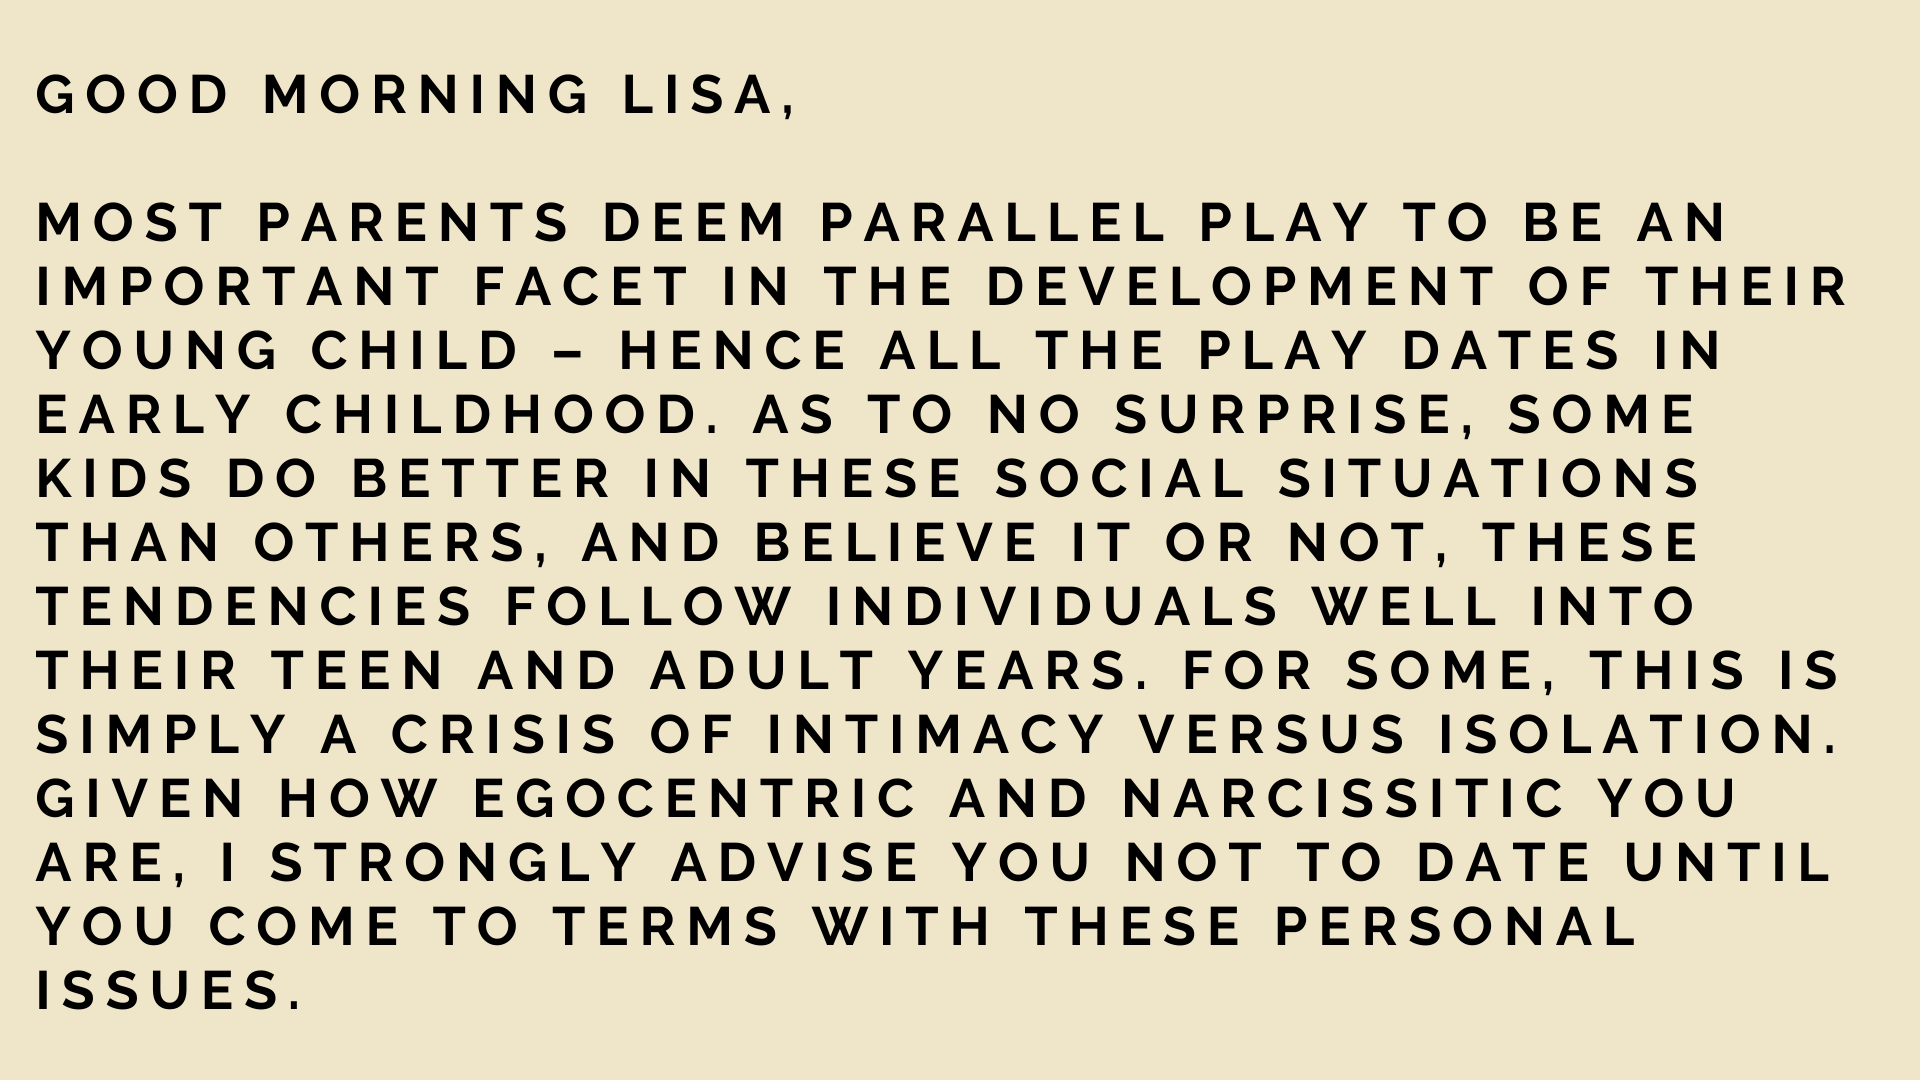 GOOD MORNING LISA,
MOST PARENTS DEEM PARALLEL PLAY TO BE AN
IMPORTANT FACET IN THE DEVELOPMENT OF THEIR
YOUNG CHILD – HENCE ALL THE PLAY DATES IN
EARLY CHILDHOOD. AS TO NO SURPRISE, SOME
KIDS DO BETTER IN THESE SOCIAL SITUATIONS
THAN OTHERS, AND BELIEVE IT OR NOT, THESE
TENDENCIES FOLLOW INDIVIDUALS WELL INTO
THEIR TEEN AND ADULT YEARS. FOR SOME, THIS IS
SIMPLY A CRISIS OF INTIMACY VERSUS ISOLATION.
GIVEN HOW EGOCENTRIC AND NARCISSITIC YOU
ARE, I STRONGLY ADVISE YOU NOT TO DATE UNTIL
YOU COME TO TERMS WITH THESE PERSONAL
ISSUES.